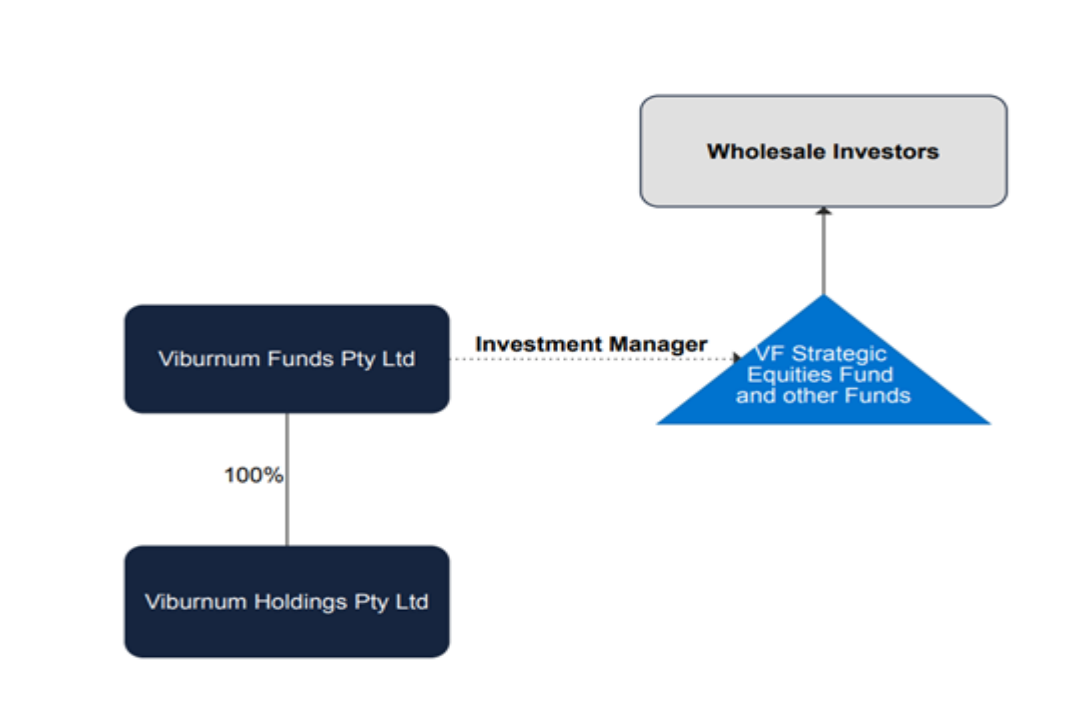 Wholesale Investors
Viburnum Funds Pty Ltd
Investment Manager
VF Strategic
Equities Fund
and other Funds
100%
Viburnum Holdings Pty Ltd